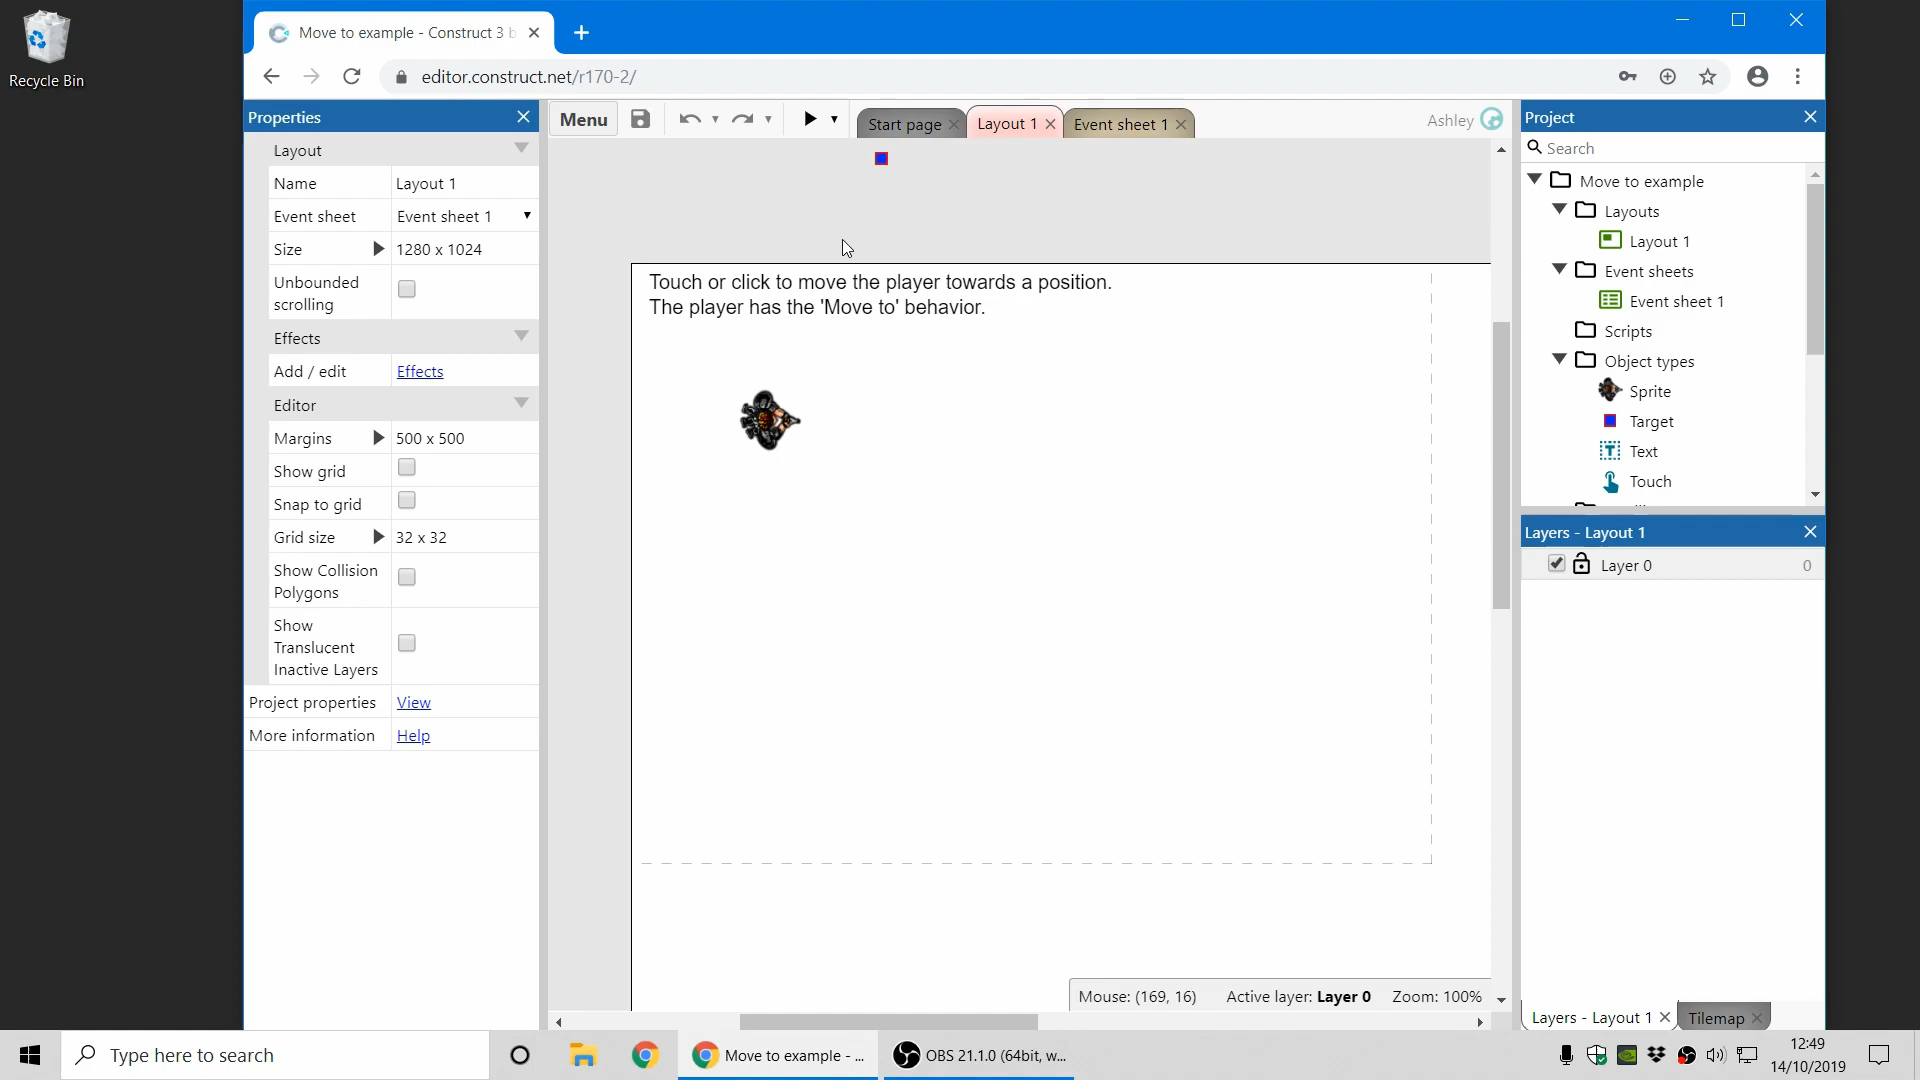 Recycle Bin
Move to example - Construct 3 b
editor.construct.net/r170-2/
Properties
Layout
Name
Layout 1
Event sheet
Event sheet 1
Size
1280 x 1024
Unbounded
scrolling
Effects
Add / edit
Effects
Editor
Margins
500 x 500
Show grid
Snap to grid
Grid size
32 x 32
Show Collision
Polygons
Show
Translucent
Inactive Layers
Project properties
View
More information
Help
Menu
Start page
Layout 1
Event sheet 1
Ashley
Touch or click to move the player towards a position.
The player has the 'Move to' behavior.
Mouse: (169, 16)
Active layer: Layer 0
Zoom: 100%
Project
Search
Move to example
Layouts
Layout 1
Event sheets
Event sheet 1
Scripts
Object types
Sprite
Target
Text
Touch
Layers - Layout 1
Layer 0
0
Layers - Layout 1
Tilemap
Type here to search
Move to example - ...
OBS 21.1.0 (64bit, w...
12:49
14/10/2019